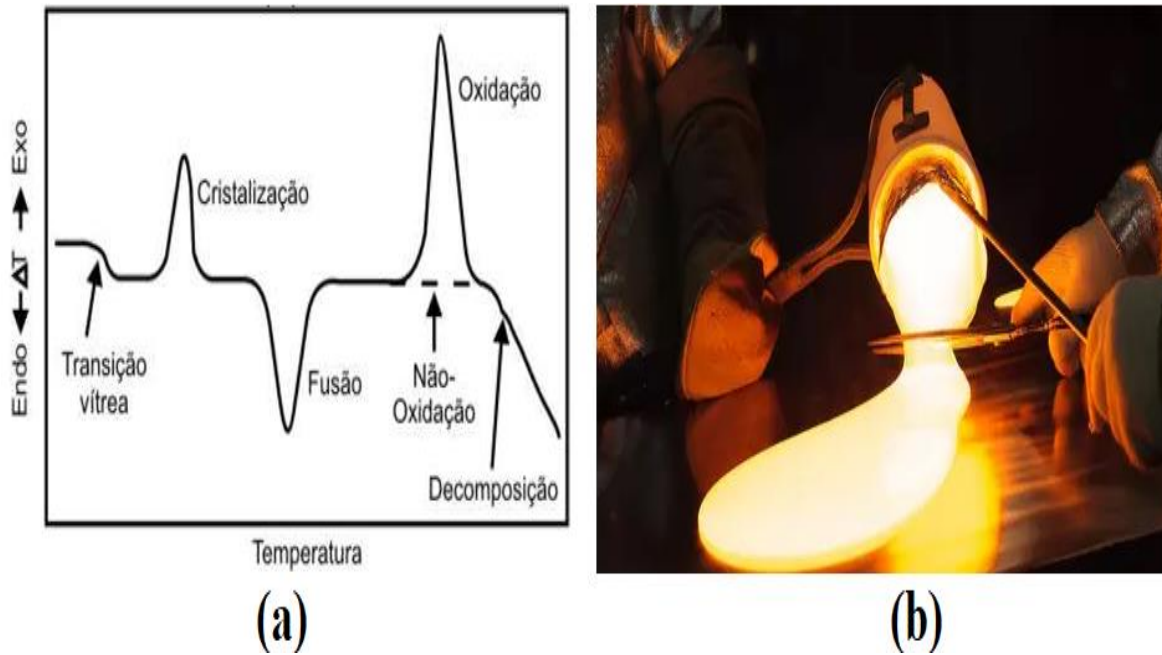 Endo ← ΔT → Exo
Oxidação
Cristalização
Transição
vítrea
Fusão
Não-
Oxidação
Decomposição
Temperatura
(a)
(b)